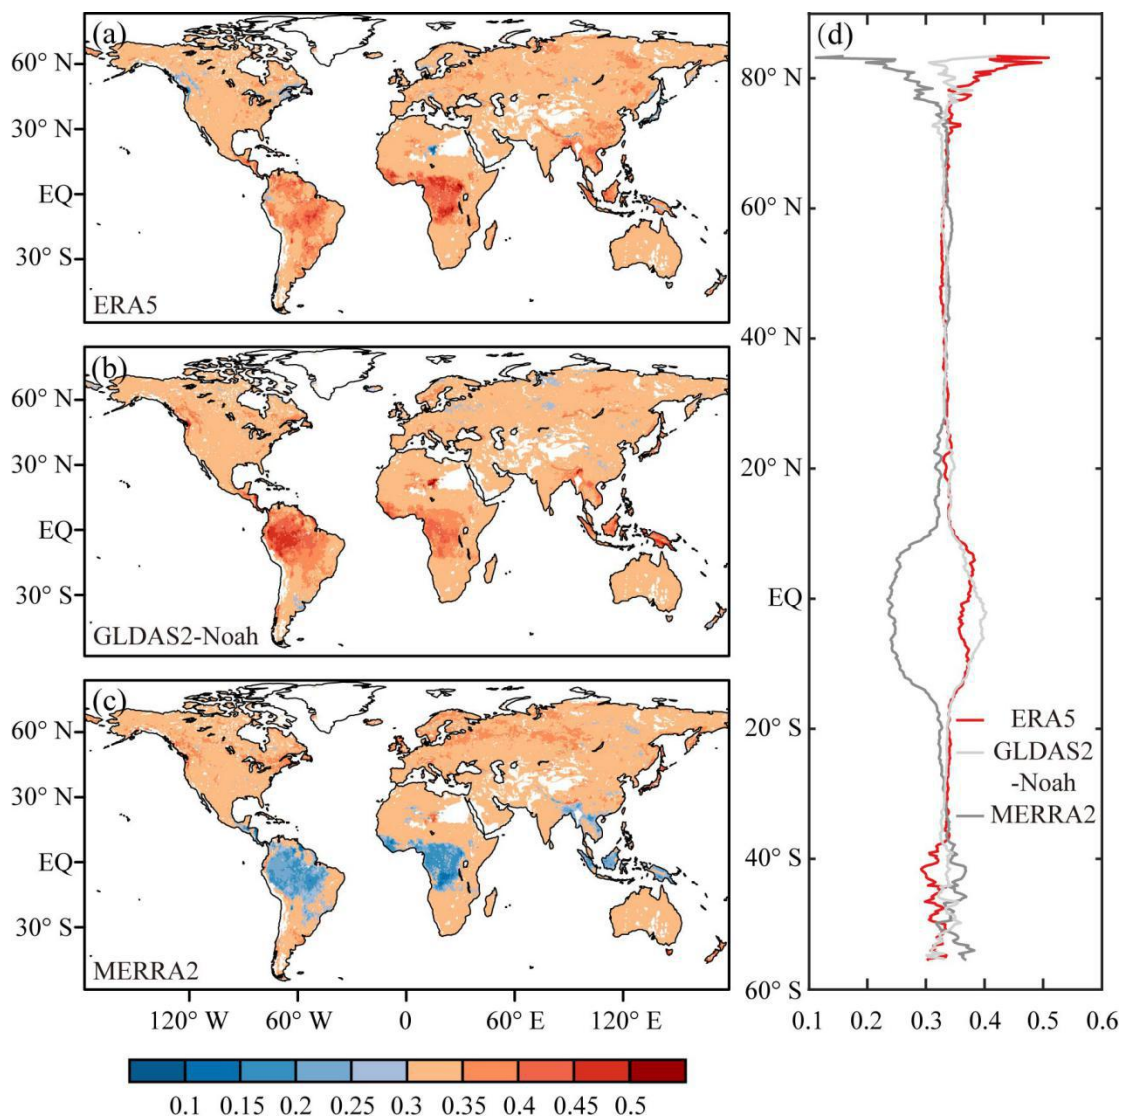 (a)
60° N
30° N
EQ
30° S
ERA5
(b)
60° N
30° N
EQ
30° S
GLDAS2-Noah
(c)
60° N
30° N
EQ
30° S
MERRA2
120° W 60° W 0 60° E 120° E
0.1 0.15 0.2 0.25 0.3 0.35 0.4 0.45 0.5
(d)
80° N
60° N
40° N
20° N
EQ
20° S
40° S
60° S
ERA5
GLDAS2
-Noah
MERRA2
0.1 0.2 0.3 0.4 0.5 0.6